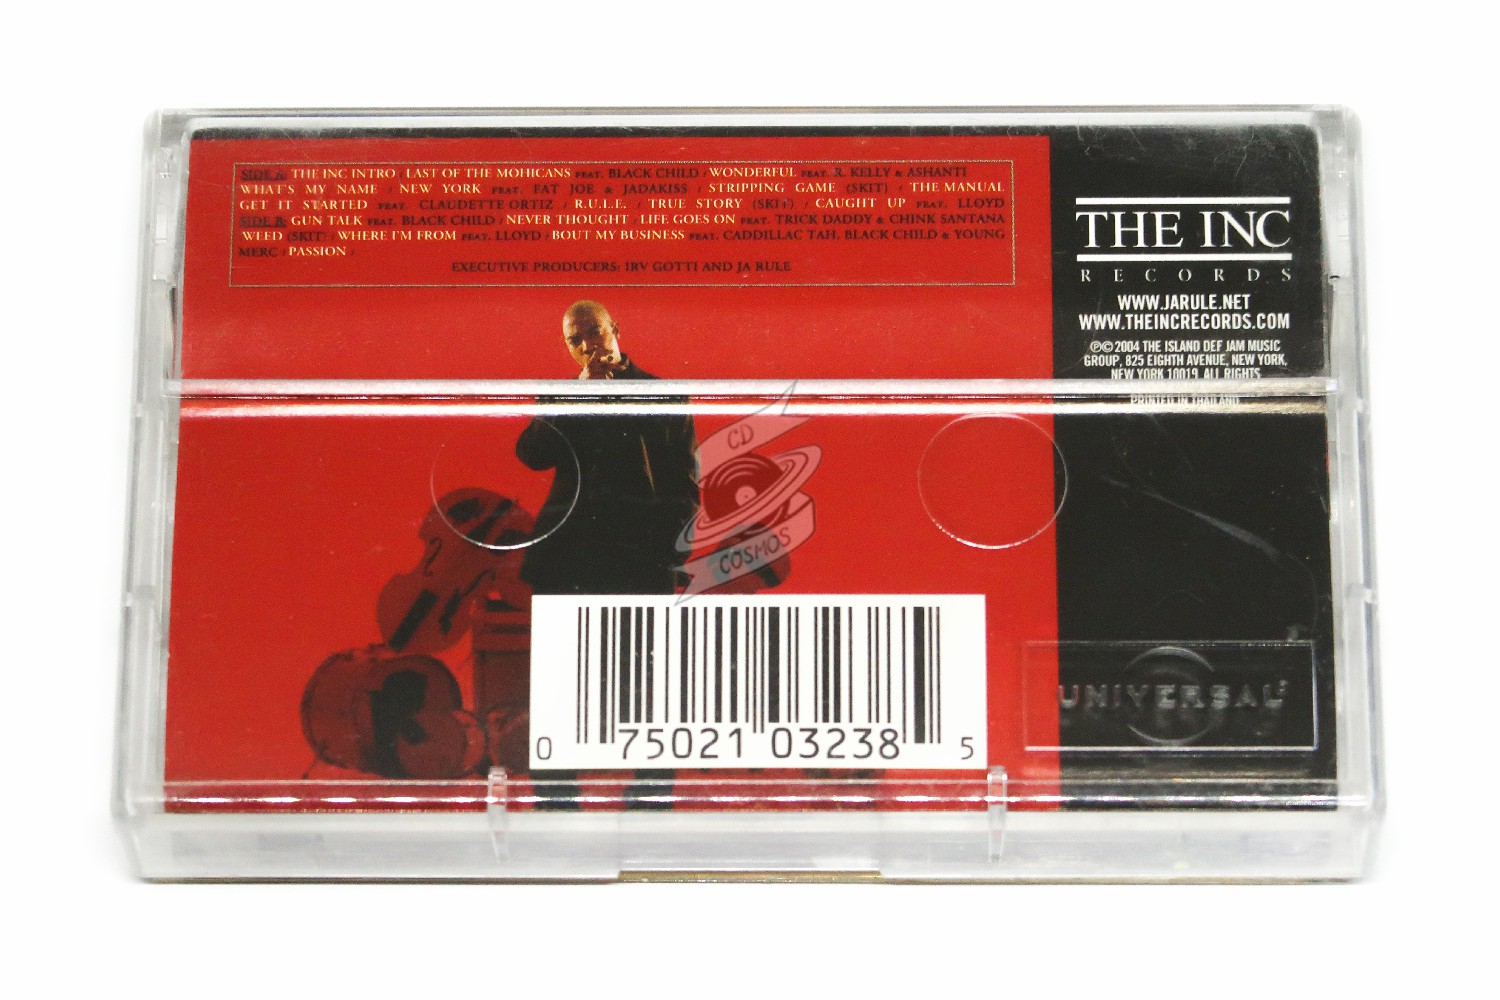 SIDE A: THE INC INTRO / LAST OF THE MOHICANS FEAT. BLACK CHILD / WONDERFUL FEAT. R. KELLY & ASHANTI
WHAT'S MY NAME / NEW YORK FEAT. FAT JOE & JADAKISS / STRIPPING GAME (SKIT) / THE MANUAL
GET IT STARTED FEAT. CLAUDETTE ORTIZ / R.U.L.E. / TRUE STORY (SKIT) / CAUGHT UP FEAT. LLOYD
SIDE B: GUN TALK FEAT. BLACK CHILD / NEVER THOUGHT / LIFE GOES ON FEAT. TRICK DADDY & CHINK SANTANA
WEED (SKIT) / WHERE I'M FROM FEAT. LLOYD / BOUT MY BUSINESS FEAT. CADDILLAC TAH, BLACK CHILD & YOUNG
MERC / PASSION /
EXECUTIVE PRODUCERS: IRV GOTTI AND JA RULE
THE INC
RECORDS
WWW.JARULE.NET
WWW.THEINCRECORDS.COM
℗© 2004 THE ISLAND DEF JAM MUSIC
GROUP, 825 EIGHTH AVENUE, NEW YORK,
NEW YORK 10019. ALL RIGHTS
PRINTED IN THAILAND
CD
COSMOS
0 75021 03238 5
UNIVERSAL